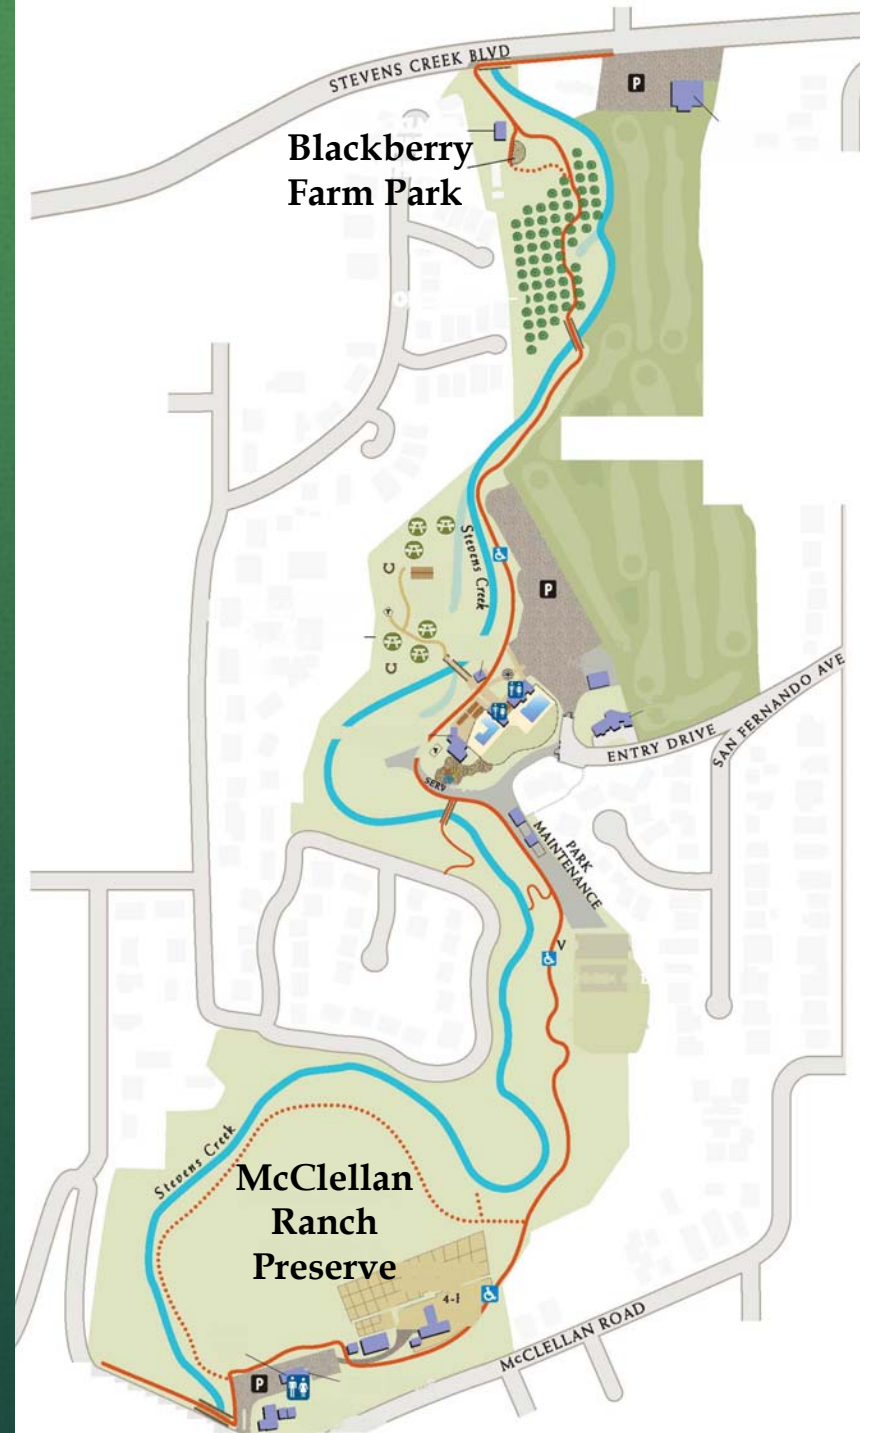 STEVENS CREEK BLVD
P
Blackberry
Farm Park
Stevens Creek
P
SAN FERNANDO AVE
ENTRY DRIVE
SERV
PARK
MAINTENANCE
V
Stevens Creek
McClellan
Ranch
Preserve
4-H
McCLELLAN ROAD
P